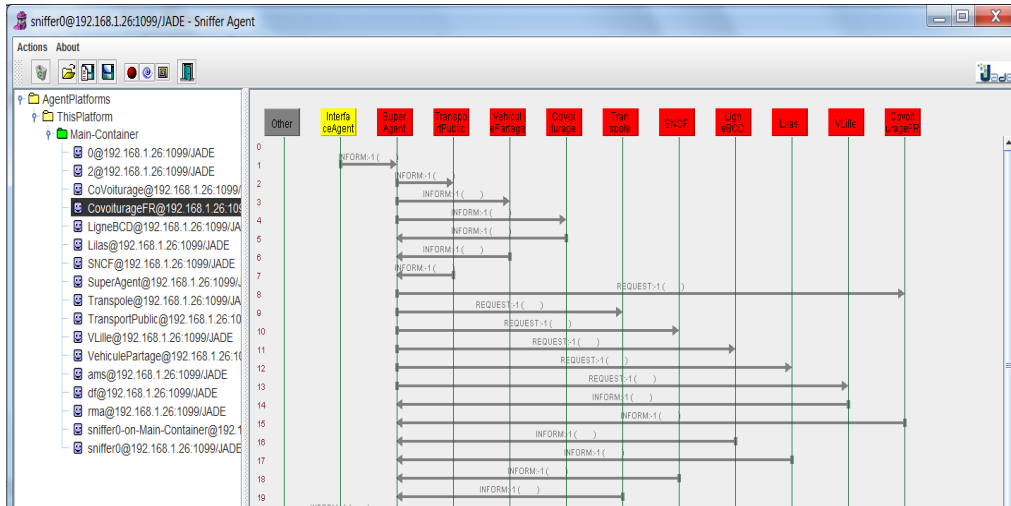 sniffer0@192.168.1.26:1099/JADE - Sniffer Agent
Actions About
Jade
AgentPlatforms
ThisPlatform
Main-Container
0@192.168.1.26:1099/JADE
2@192.168.1.26:1099/JADE
CoVoiturage@192.168.1.26:1099/
CovoiturageFR@192.168.1.26:109
LigneBCD@192.168.1.26:1099/JA
Lilas@192.168.1.26:1099/JADE
SNCF@192.168.1.26:1099/JADE
SuperAgent@192.168.1.26:1099/J
Transpole@192.168.1.26:1099/JA
TransportPublic@192.168.1.26:10
VLille@192.168.1.26:1099/JADE
VehiculePartage@192.168.1.26:10
ams@192.168.1.26:1099/JADE
df@192.168.1.26:1099/JADE
rma@192.168.1.26:1099/JADE
sniffer0-on-Main-Container@192.1
sniffer0@192.168.1.26:1099/JADE
Other
Interfa
ceAgent
Super
Agent
Transpo
rtPublic
Vehicul
ePartage
CoVoi
turage
Tran
spole
SNCF
Lign
eBCD
Lilas
VLille
Covoit
urageFR
0
1 INFORM:-1 ( )
2 INFORM:-1 ( )
3 INFORM:-1 ( )
4 INFORM:-1 ( )
5 INFORM:-1 ( )
6 INFORM:-1 ( )
7 INFORM:-1 ( )
8 REQUEST:-1 ( )
9 REQUEST:-1 ( )
10 REQUEST:-1 ( )
11 REQUEST:-1 ( )
12 REQUEST:-1 ( )
13 REQUEST:-1 ( )
14 INFORM:-1 ( )
15 INFORM:-1 ( )
16 INFORM:-1 ( )
17 INFORM:-1 ( )
18 INFORM:-1 ( )
19 INFORM:-1 ( )